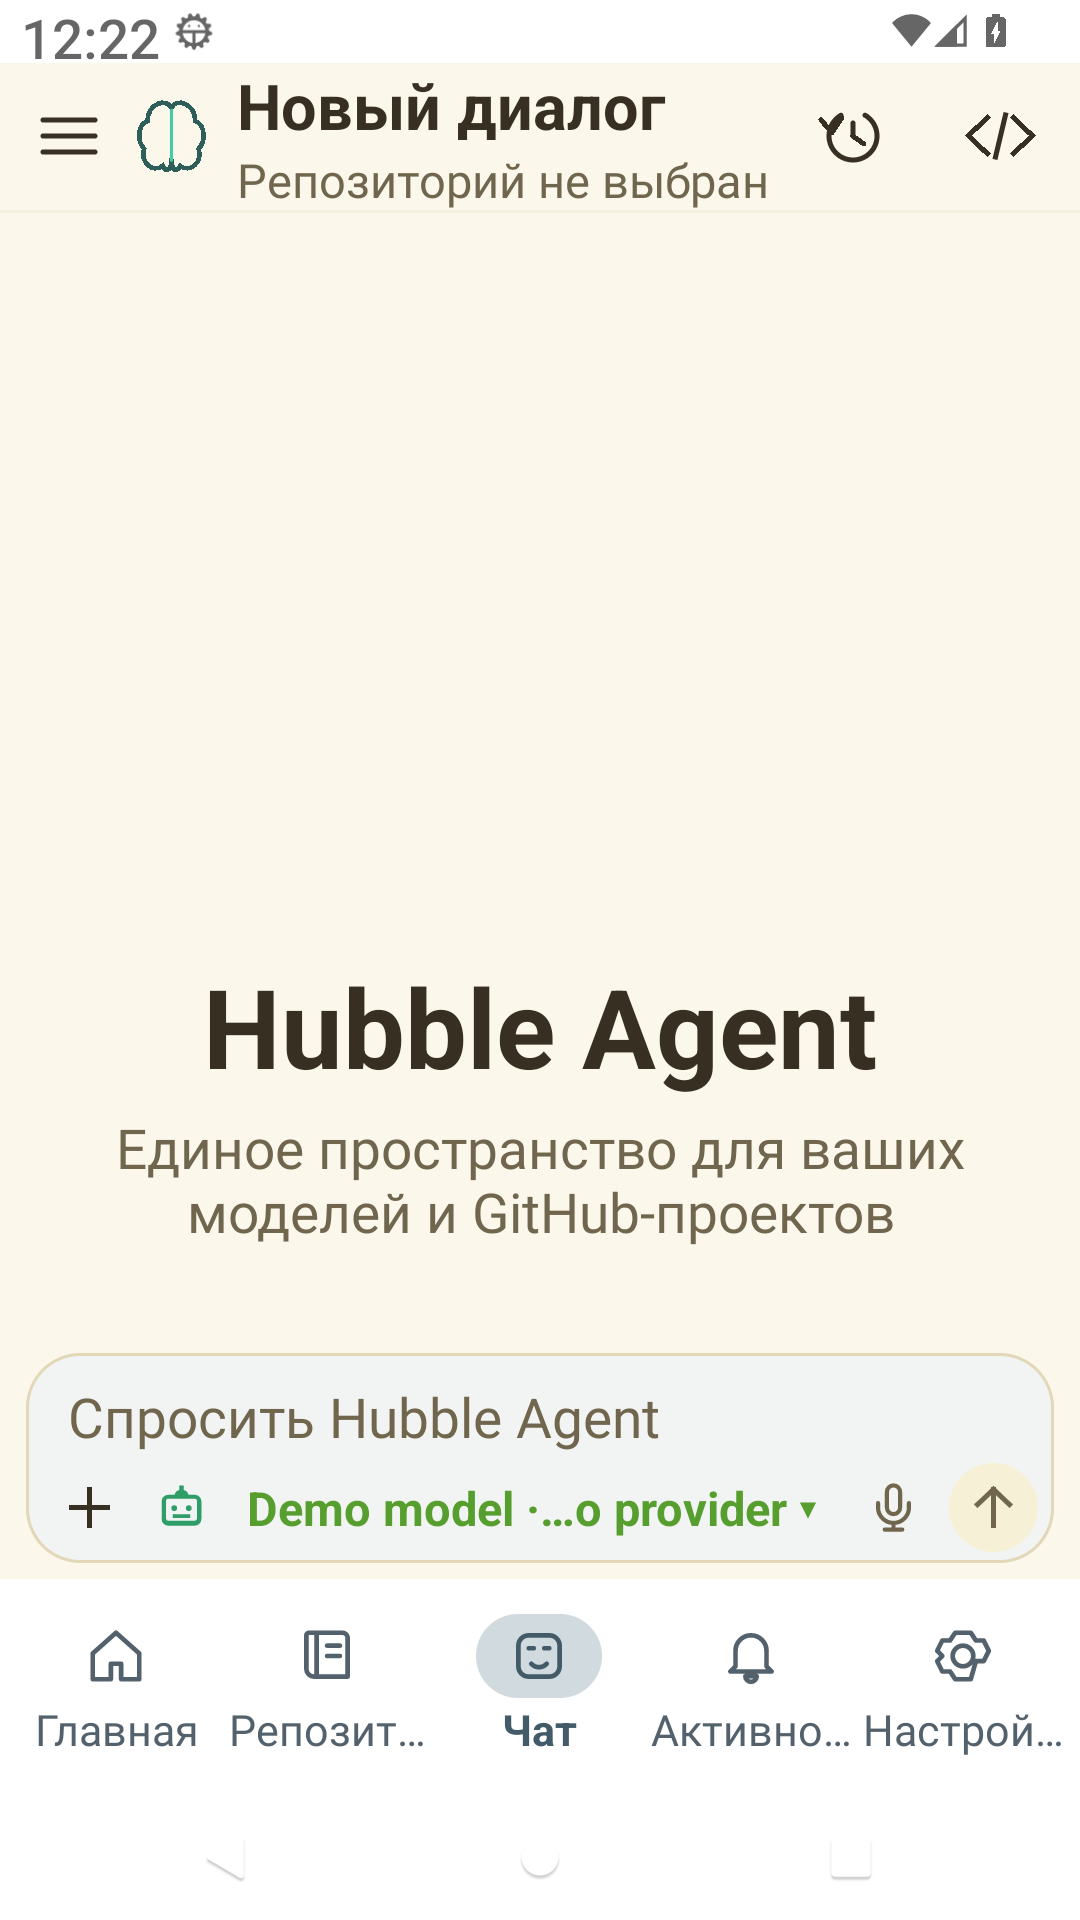 12:22
Новый диалог
Репозиторий не выбран
Hubble Agent
Единое пространство для ваших
моделей и GitHub-проектов
Спросить Hubble Agent
Demo model ·…o provider ▾
Главная
Репозит…
Чат
Активно…
Настрой…